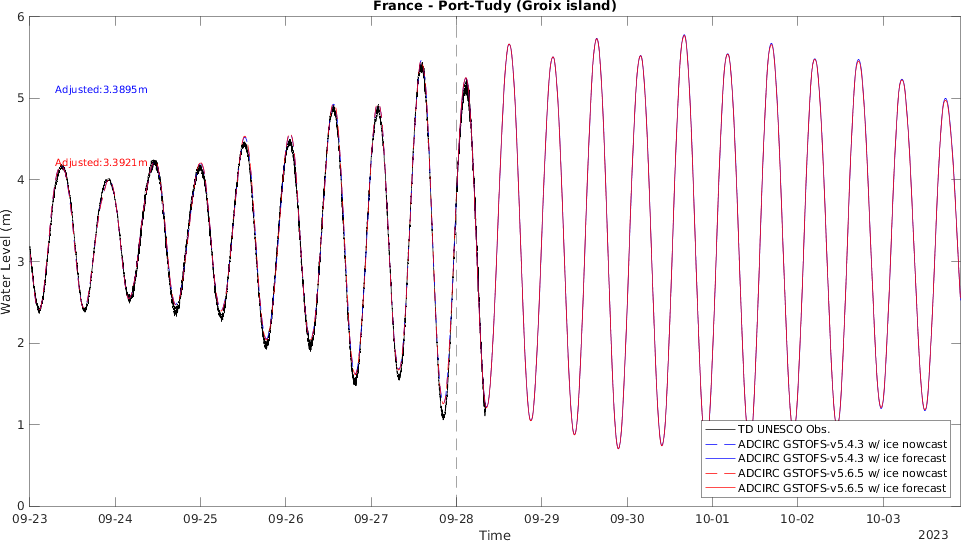 France - Port-Tudy (Groix island)
6
5
4
3
2
1
0
Water Level (m)
Adjusted:3.3895m
Adjusted:3.3921m
TD UNESCO Obs.
ADCIRC GSTOFS-v5.4.3 w/ ice nowcast
ADCIRC GSTOFS-v5.4.3 w/ ice forecast
ADCIRC GSTOFS-v5.6.5 w/ ice nowcast
ADCIRC GSTOFS-v5.6.5 w/ ice forecast
09-23 09-24 09-25 09-26 09-27 09-28 09-29 09-30 10-01 10-02 10-03
Time
2023